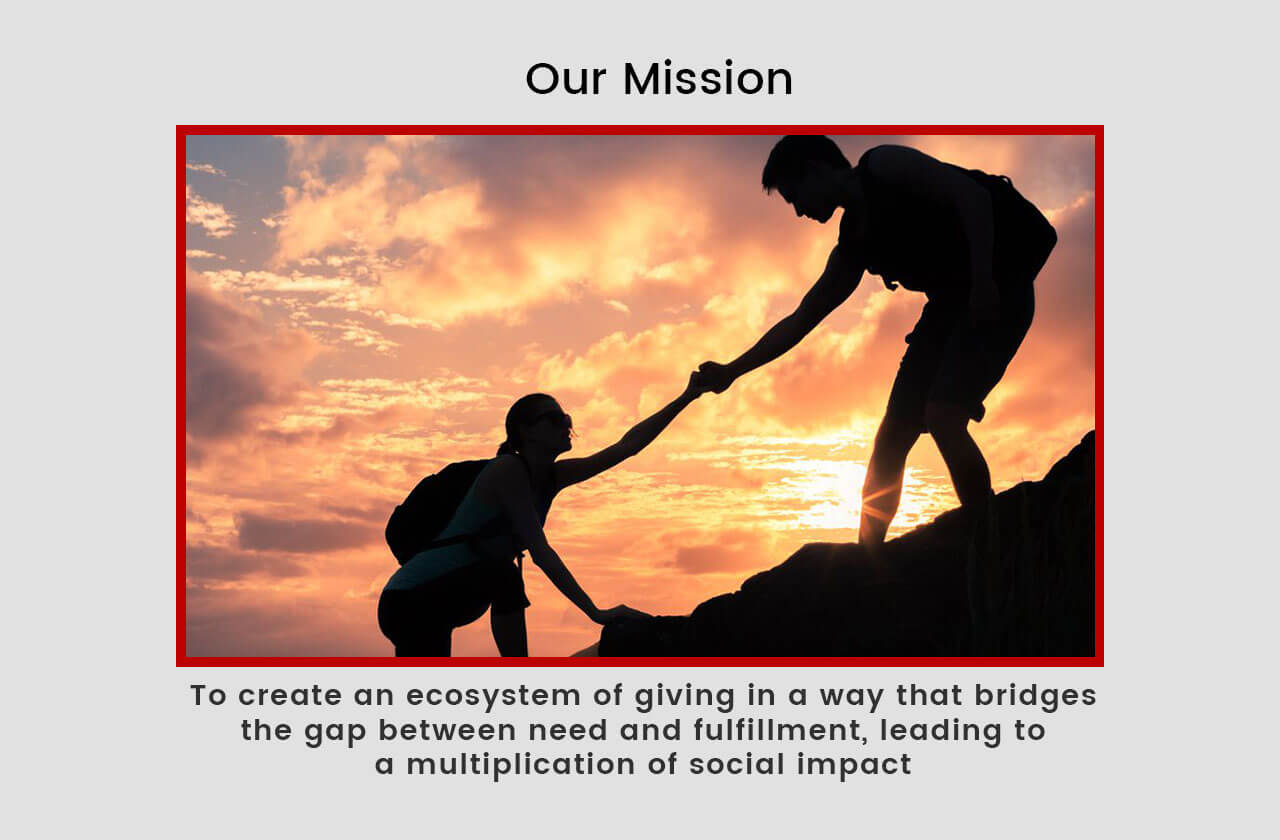 Our Mission
To create an ecosystem of giving in a way that bridges
the gap between need and fulfillment, leading to
a multiplication of social impact